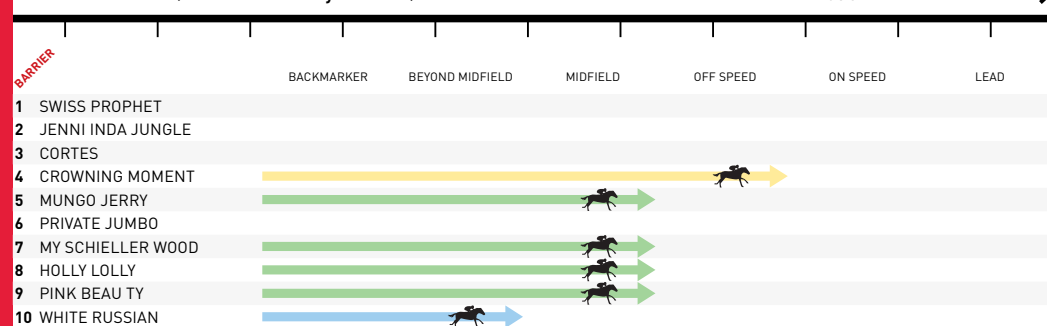 BARRIER
BACKMARKER BEYOND MIDFIELD MIDFIELD OFF SPEED ON SPEED LEAD
1 SWISS PROPHET
2 JENNI INDA JUNGLE
3 CORTES
4 CROWNING MOMENT
5 MUNGO JERRY
6 PRIVATE JUMBO
7 MY SCHIELLER WOOD
8 HOLLY LOLLY
9 PINK BEAU TY
10 WHITE RUSSIAN